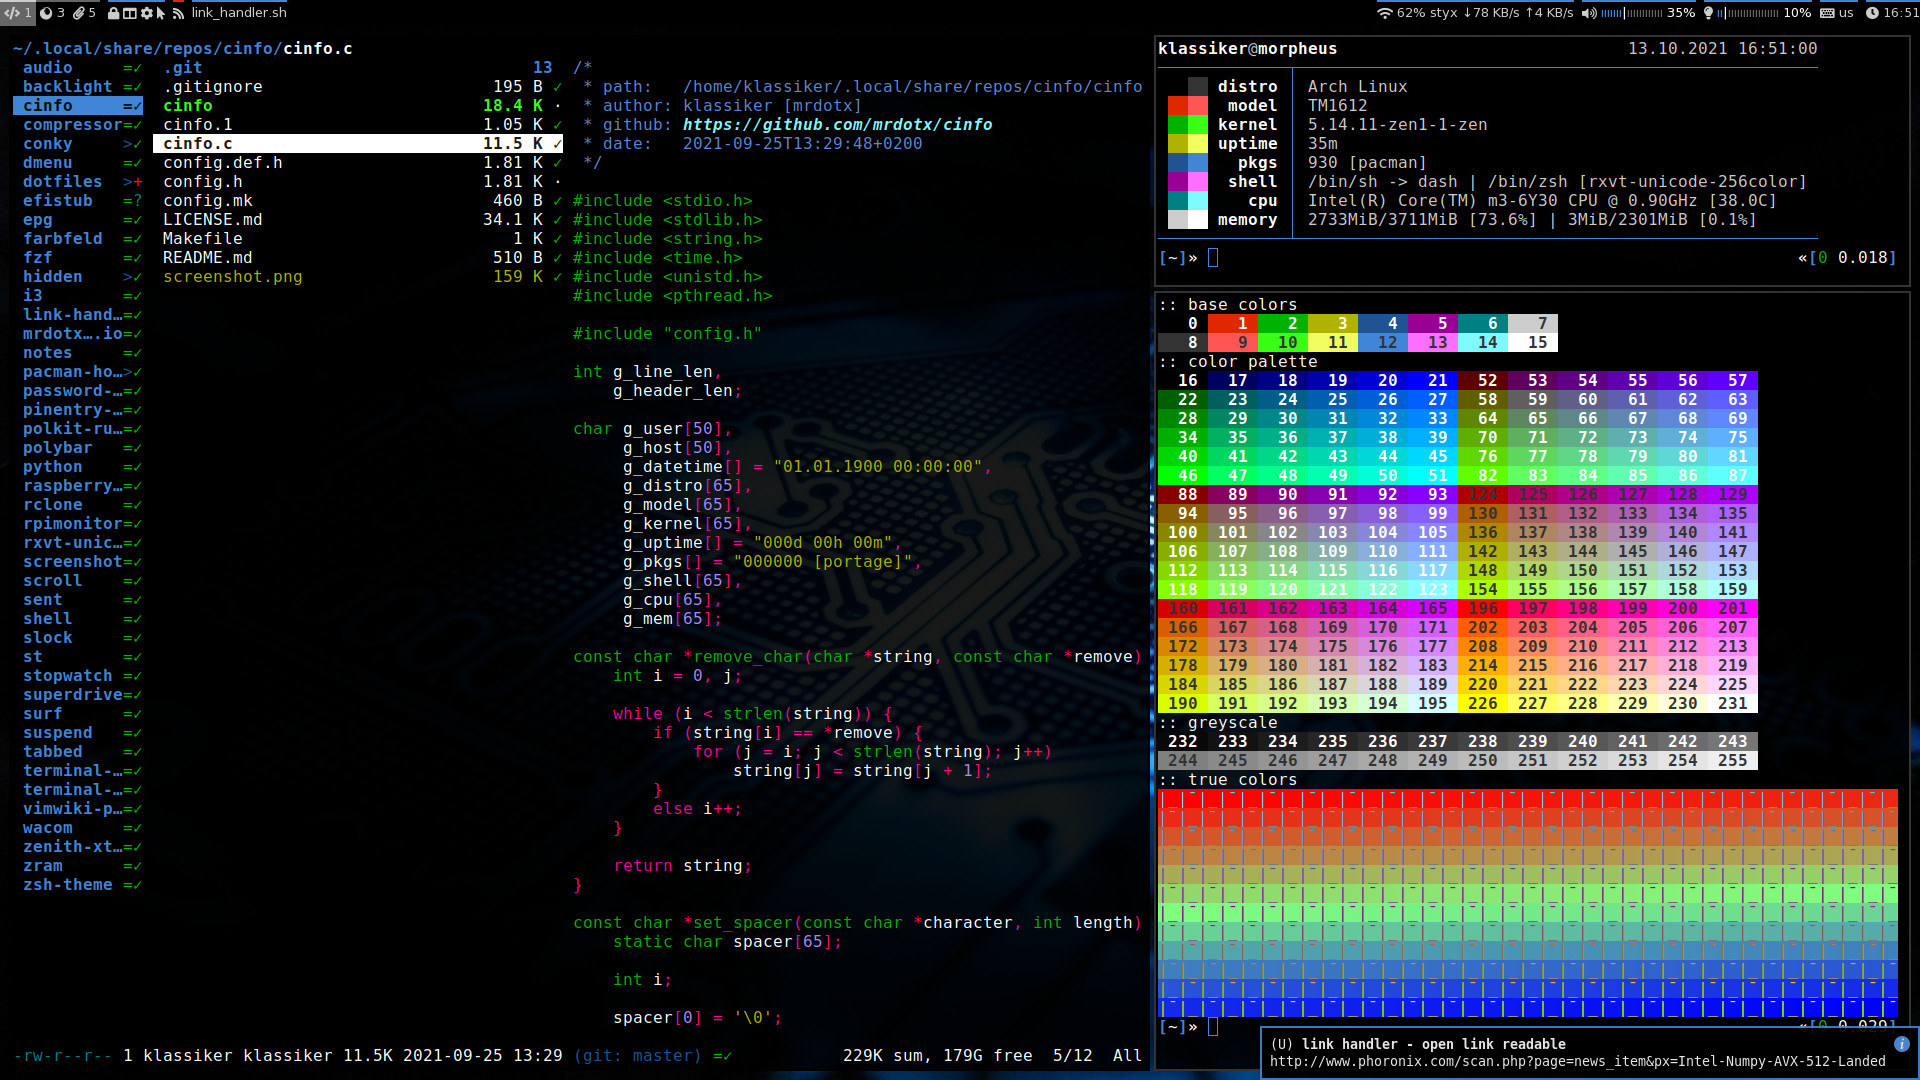 1 3 5 link_handler.sh 62% styx ↓78 KB/s ↑4 KB/s 35% 10% us 16:51
~/.local/share/repos/cinfo/cinfo.c
audio =✓
backlight =✓
cinfo =✓
compressor=✓
conky >✓
dmenu =✓
dotfiles >+
efistub =?
epg =✓
farbfeld =✓
fzf =✓
hidden >✓
i3 =✓
link-hand…=✓
mrdotx….io=✓
notes =✓
pacman-ho…>✓
password-…=✓
pinentry-…=✓
polkit-ru…=✓
polybar =✓
python =✓
raspberry…=✓
rclone =✓
rpimonitor=✓
rxvt-unic…=✓
screenshot=✓
scroll =✓
sent =✓
shell =✓
slock =✓
st =✓
stopwatch =✓
superdrive=✓
surf =✓
suspend =✓
tabbed =✓
terminal-…=✓
terminal-…=✓
vimwiki-p…=✓
wacom =✓
zenith-xt…=✓
zram =✓
zsh-theme =✓
.git 13
.gitignore 195 B ✓
cinfo 18.4 K ·
cinfo.1 1.05 K ✓
cinfo.c 11.5 K ✓
config.def.h 1.81 K ✓
config.h 1.81 K ·
config.mk 460 B ✓
LICENSE.md 34.1 K ✓
Makefile 1 K ✓
README.md 510 B ✓
screenshot.png 159 K ✓
/*
* path: /home/klassiker/.local/share/repos/cinfo/cinfo
* author: klassiker [mrdotx]
* github: https://github.com/mrdotx/cinfo
* date: 2021-09-25T13:29:48+0200
*/
#include <stdio.h>
#include <stdlib.h>
#include <string.h>
#include <time.h>
#include <unistd.h>
#include <pthread.h>
#include "config.h"
int g_line_len,
g_header_len;
char g_user[50],
g_host[50],
g_datetime[] = "01.01.1900 00:00:00",
g_distro[65],
g_model[65],
g_kernel[65],
g_uptime[] = "000d 00h 00m",
g_pkgs[] = "000000 [portage]",
g_shell[65],
g_cpu[65],
g_mem[65];
const char *remove_char(char *string, const char *remove)
int i = 0, j;
while (i < strlen(string)) {
if (string[i] == *remove) {
for (j = i; j < strlen(string); j++)
string[j] = string[j + 1];
}
else i++;
}
return string;
}
const char *set_spacer(const char *character, int length)
static char spacer[65];
int i;
spacer[0] = '\0';
-rw-r--r-- 1 klassiker klassiker 11.5K 2021-09-25 13:29 (git: master) =✓ 229K sum, 179G free 5/12 All
klassiker@morpheus 13.10.2021 16:51:00
distro Arch Linux
model TM1612
kernel 5.14.11-zen1-1-zen
uptime 35m
pkgs 930 [pacman]
shell /bin/sh -> dash | /bin/zsh [rxvt-unicode-256color]
cpu Intel(R) Core(TM) m3-6Y30 CPU @ 0.90GHz [38.0C]
memory 2733MiB/3711MiB [73.6%] | 3MiB/2301MiB [0.1%]
[~]» «[0 0.018]
:: base colors
0 1 2 3 4 5 6 7
8 9 10 11 12 13 14 15
:: color palette
16 17 18 19 20 21 52 53 54 55 56 57
22 23 24 25 26 27 58 59 60 61 62 63
28 29 30 31 32 33 64 65 66 67 68 69
34 35 36 37 38 39 70 71 72 73 74 75
40 41 42 43 44 45 76 77 78 79 80 81
46 47 48 49 50 51 82 83 84 85 86 87
88 89 90 91 92 93 124 125 126 127 128 129
94 95 96 97 98 99 130 131 132 133 134 135
100 101 102 103 104 105 136 137 138 139 140 141
106 107 108 109 110 111 142 143 144 145 146 147
112 113 114 115 116 117 148 149 150 151 152 153
118 119 120 121 122 123 154 155 156 157 158 159
160 161 162 163 164 165 196 197 198 199 200 201
166 167 168 169 170 171 202 203 204 205 206 207
172 173 174 175 176 177 208 209 210 211 212 213
178 179 180 181 182 183 214 215 216 217 218 219
184 185 186 187 188 189 220 221 222 223 224 225
190 191 192 193 194 195 226 227 228 229 230 231
:: greyscale
232 233 234 235 236 237 238 239 240 241 242 243
244 245 246 247 248 249 250 251 252 253 254 255
:: true colors
[~]» «[0 0.029]
(U) link handler - open link readable
http://www.phoronix.com/scan.php?page=news_item&px=Intel-Numpy-AVX-512-Landed